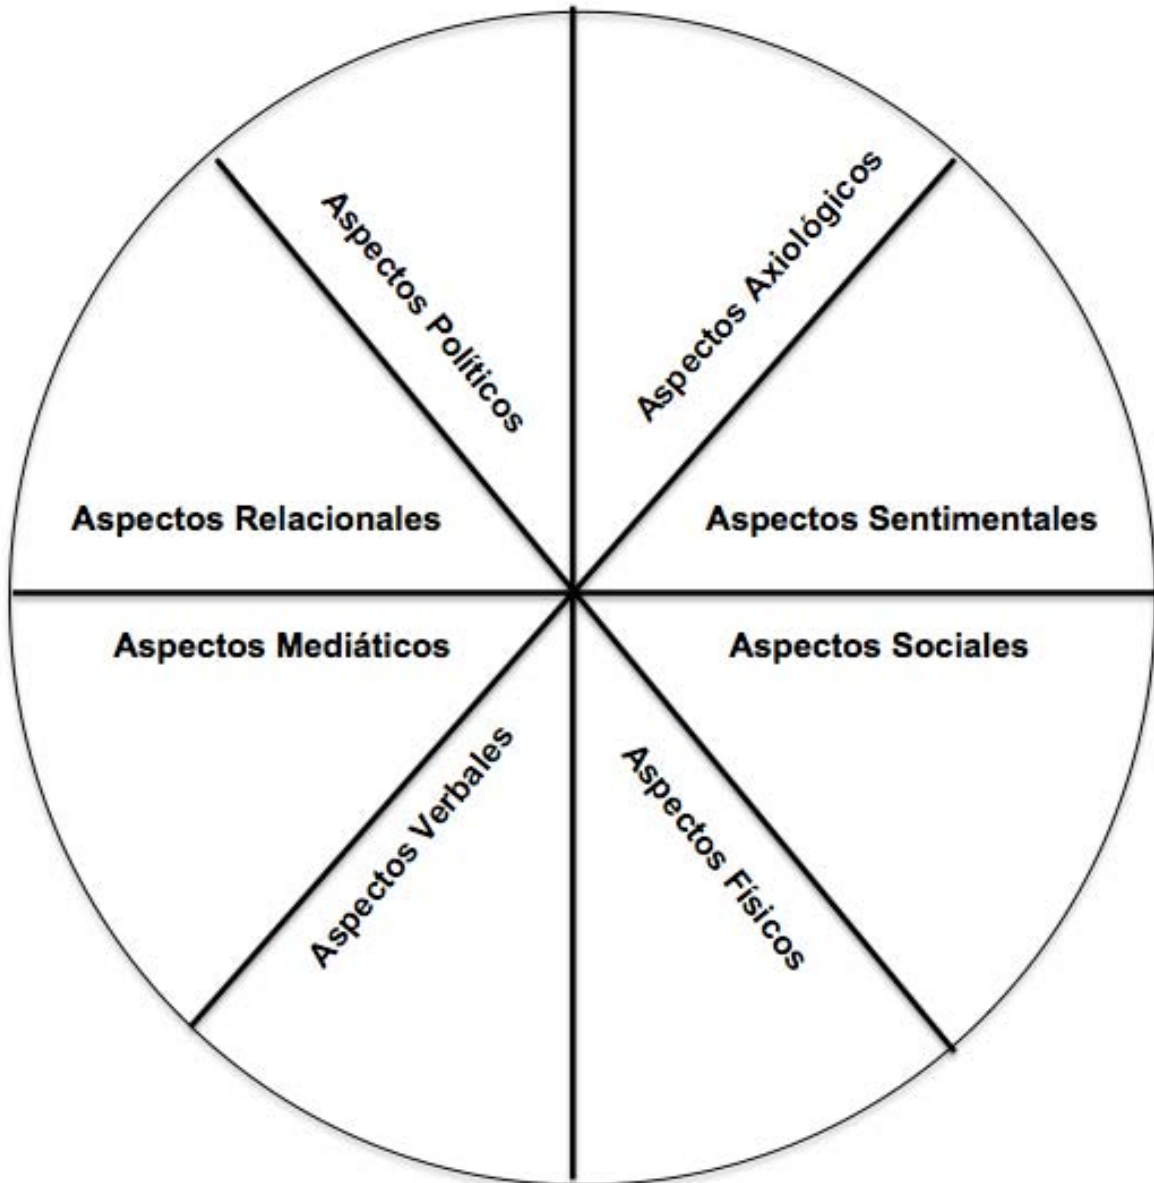 Aspectos Políticos
Aspectos Axiológicos
Aspectos Relacionales
Aspectos Sentimentales
Aspectos Mediáticos
Aspectos Sociales
Aspectos Verbales
Aspectos Físicos